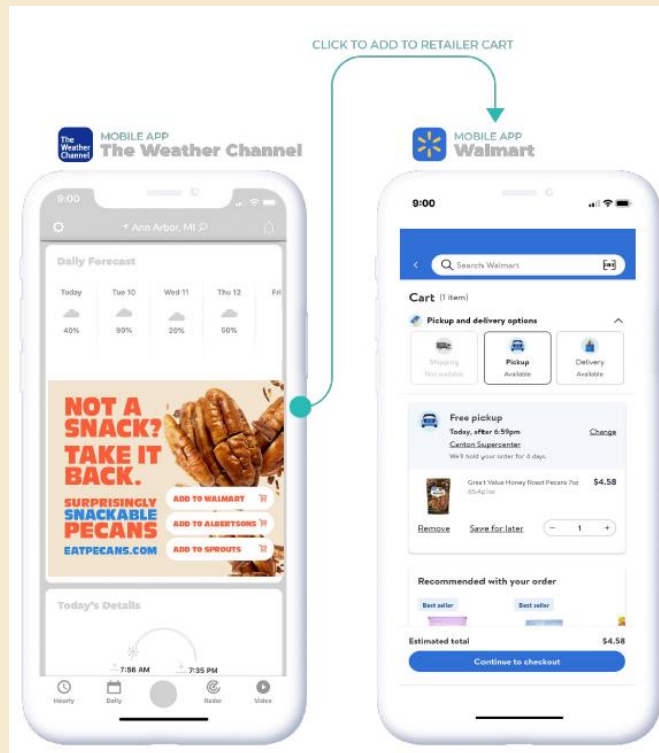 CLICK TO ADD TO RETAILER CART
The
Weather
Channel
MOBILE APP
The Weather Channel
9:00
Ann Arbor, MI
Daily Forecast
Today Tue 10 Wed 11 Thu 12 Fri
40% 90% 20% 50%
NOT A
SNACK?
TAKE IT
BACK.
SURPRISINGLY
SNACKABLE
PECANS
EATPECANS.COM
ADD TO WALMART
ADD TO ALBERTSONS
ADD TO SPROUTS
Today's Details
7:56 AM 7:35 PM
Hourly Daily Radar Video
MOBILE APP
Walmart
9:00
Search Walmart
Cart (1 item)
Pickup and delivery options
Shipping Pickup Delivery
Not available Available Available
Free pickup
Today, after 6:59pm Change
Canton Supercenter
We'll hold your order for 4 days.
Great Value Honey Roast Pecans 7oz $4.58
Remove Save for later − 1 +
Recommended with your order
Best seller Best seller
Estimated total $4.58
Continue to checkout